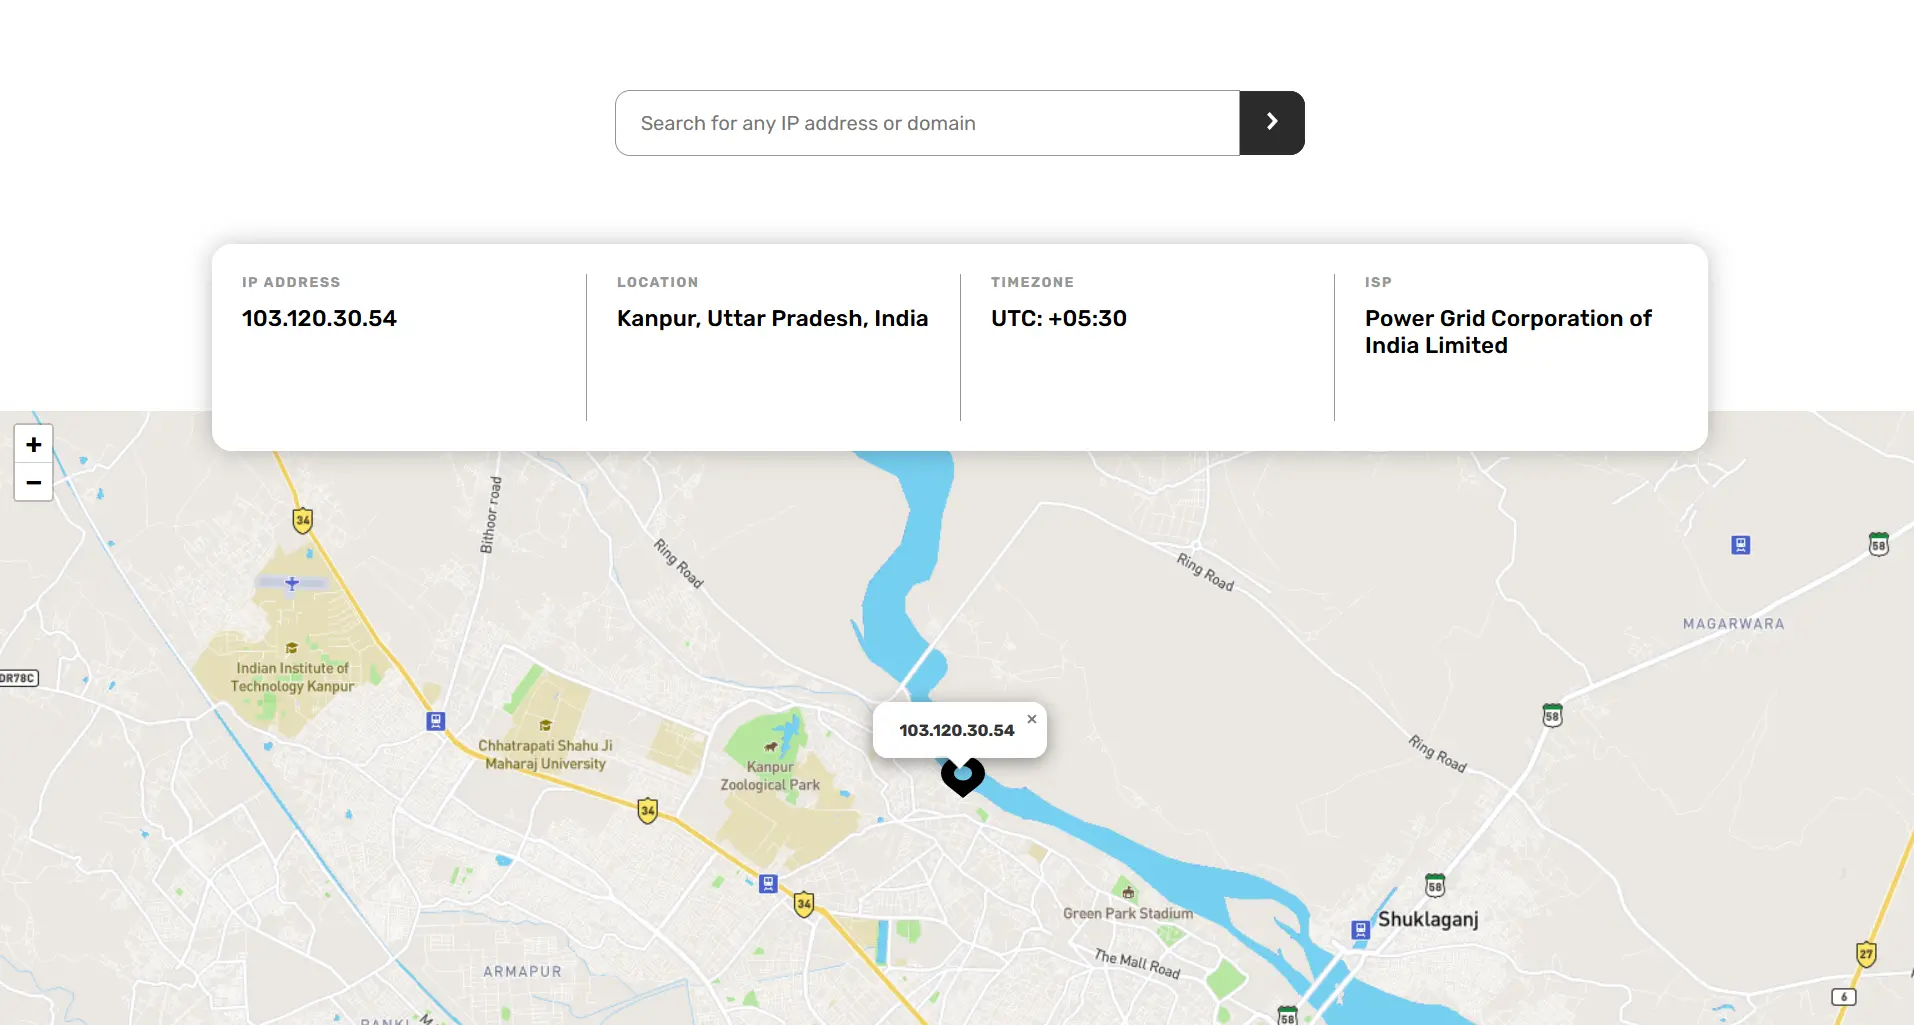 Search for any IP address or domain
IP ADDRESS
103.120.30.54
LOCATION
Kanpur, Uttar Pradesh, India
TIMEZONE
UTC: +05:30
ISP
Power Grid Corporation of
India Limited
+
−
34
Bithoor road
Ring Road
Ring Road
58
MAGARWARA
Indian Institute of
Technology Kanpur
DR78C
58
103.120.30.54
×
Chhatrapati Shahu Ji
Maharaj University
Kanpur
Zoological Park
Ring Road
34
34
58
Green Park Stadium
Shuklaganj
The Mall Road
27
ARMAPUR
6
58
PANKI